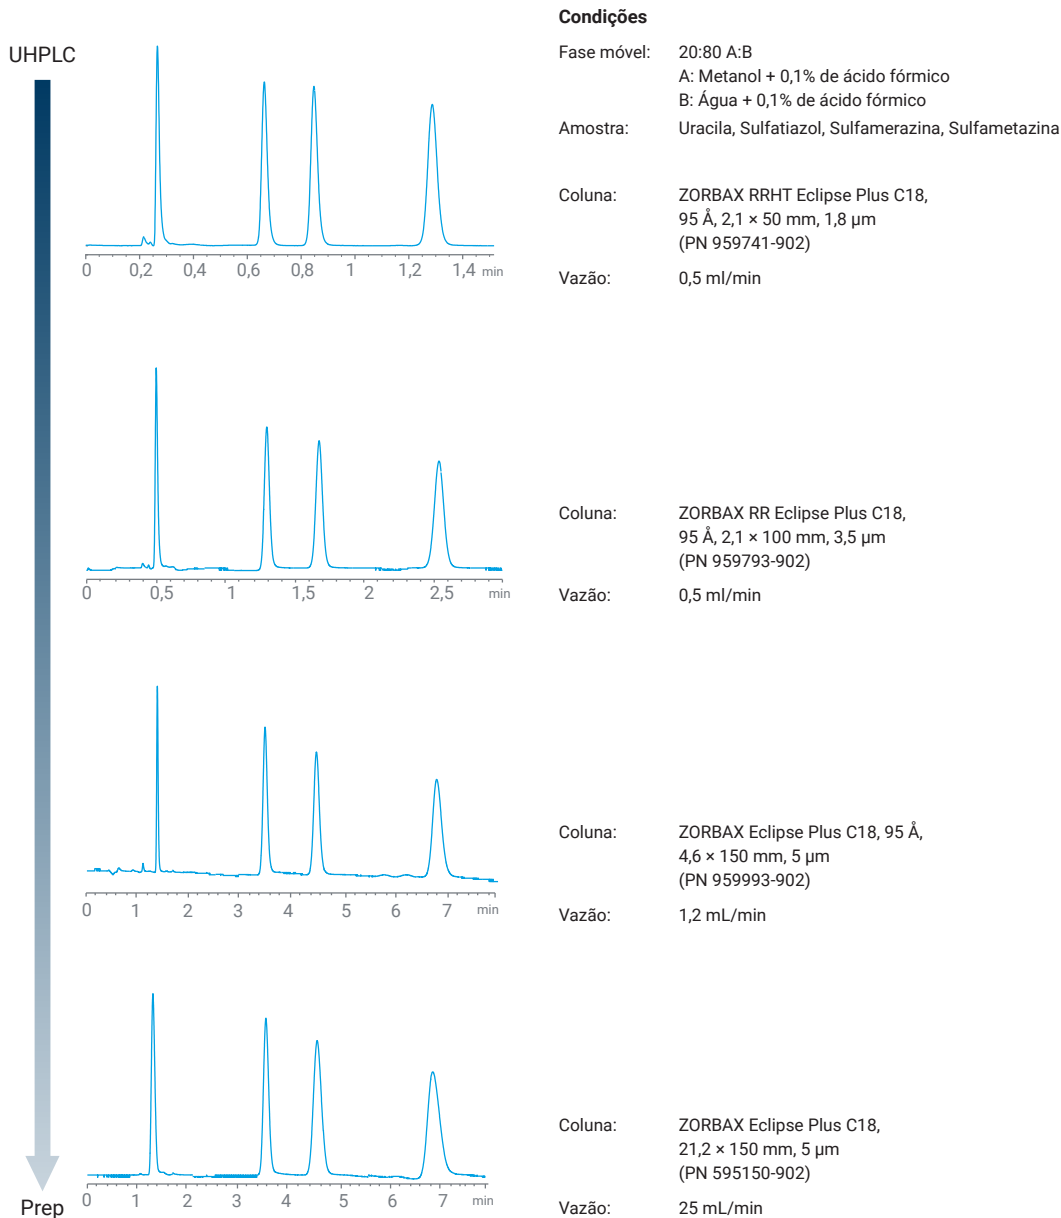 UHPLC
Condições
Fase móvel: 20:80 A:B
A: Metanol + 0,1% de ácido fórmico
B: Água + 0,1% de ácido fórmico
Amostra: Uracila, Sulfatiazol, Sulfamerazina, Sulfametazina
Coluna: ZORBAX RRHT Eclipse Plus C18,
95 Å, 2,1 × 50 mm, 1,8 μm
(PN 959741-902)
Vazão: 0,5 ml/min
0 0,2 0,4 0,6 0,8 1 1,2 1,4 min
Coluna: ZORBAX RR Eclipse Plus C18,
95 Å, 2,1 × 100 mm, 3,5 μm
(PN 959793-902)
Vazão: 0,5 ml/min
0 0,5 1 1,5 2 2,5 min
Coluna: ZORBAX Eclipse Plus C18, 95 Å,
4,6 × 150 mm, 5 μm
(PN 959993-902)
Vazão: 1,2 mL/min
0 1 2 3 4 5 6 7 min
Coluna: ZORBAX Eclipse Plus C18,
21,2 × 150 mm, 5 μm
(PN 595150-902)
Vazão: 25 mL/min
0 1 2 3 4 5 6 7 min
Prep